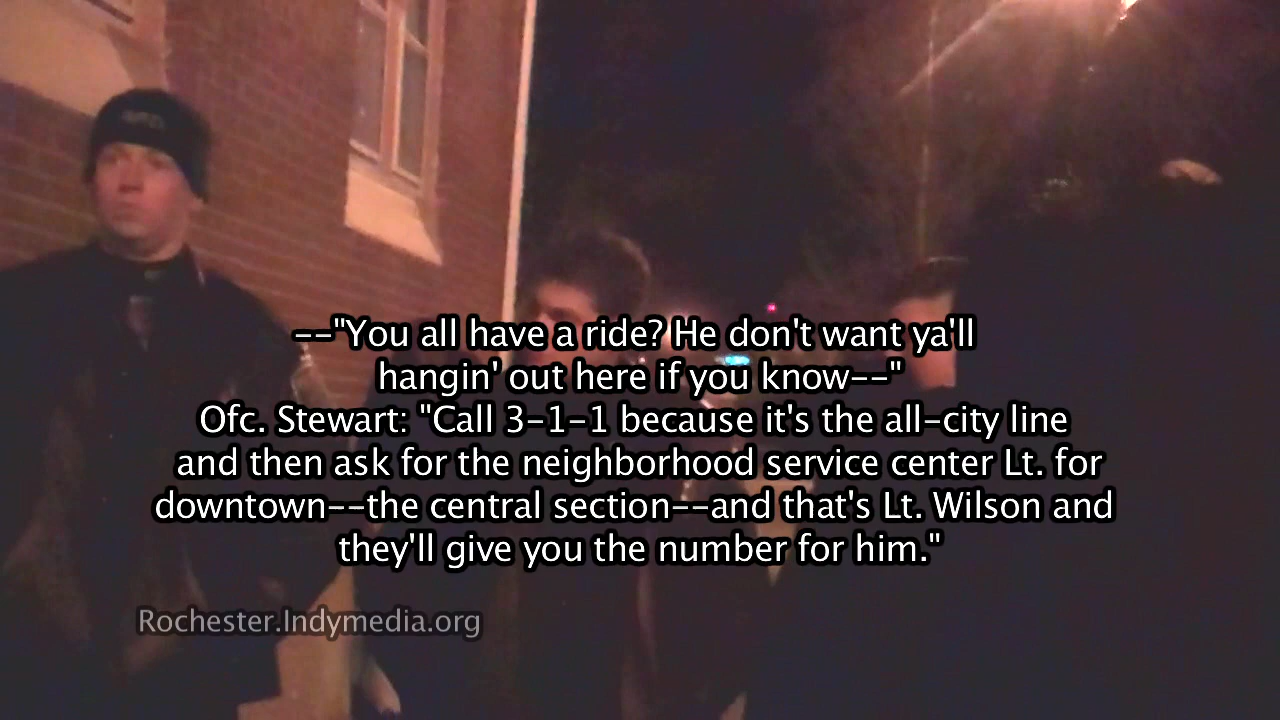 --"You all have a ride? He don't want ya'll
hangin' out here if you know--"
Ofc. Stewart: "Call 3-1-1 because it's the all-city line
and then ask for the neighborhood service center Lt. for
downtown--the central section--and that's Lt. Wilson and
they'll give you the number for him."
Rochester.Indymedia.org